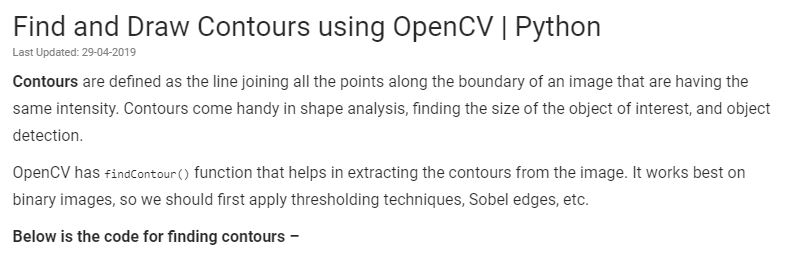 Find and Draw Contours using OpenCV | Python
Last Updated: 29-04-2019
Contours are defined as the line joining all the points along the boundary of an image that are having the
same intensity. Contours come handy in shape analysis, finding the size of the object of interest, and object
detection.
OpenCV has findContour() function that helps in extracting the contours from the image. It works best on
binary images, so we should first apply thresholding techniques, Sobel edges, etc.
Below is the code for finding contours –